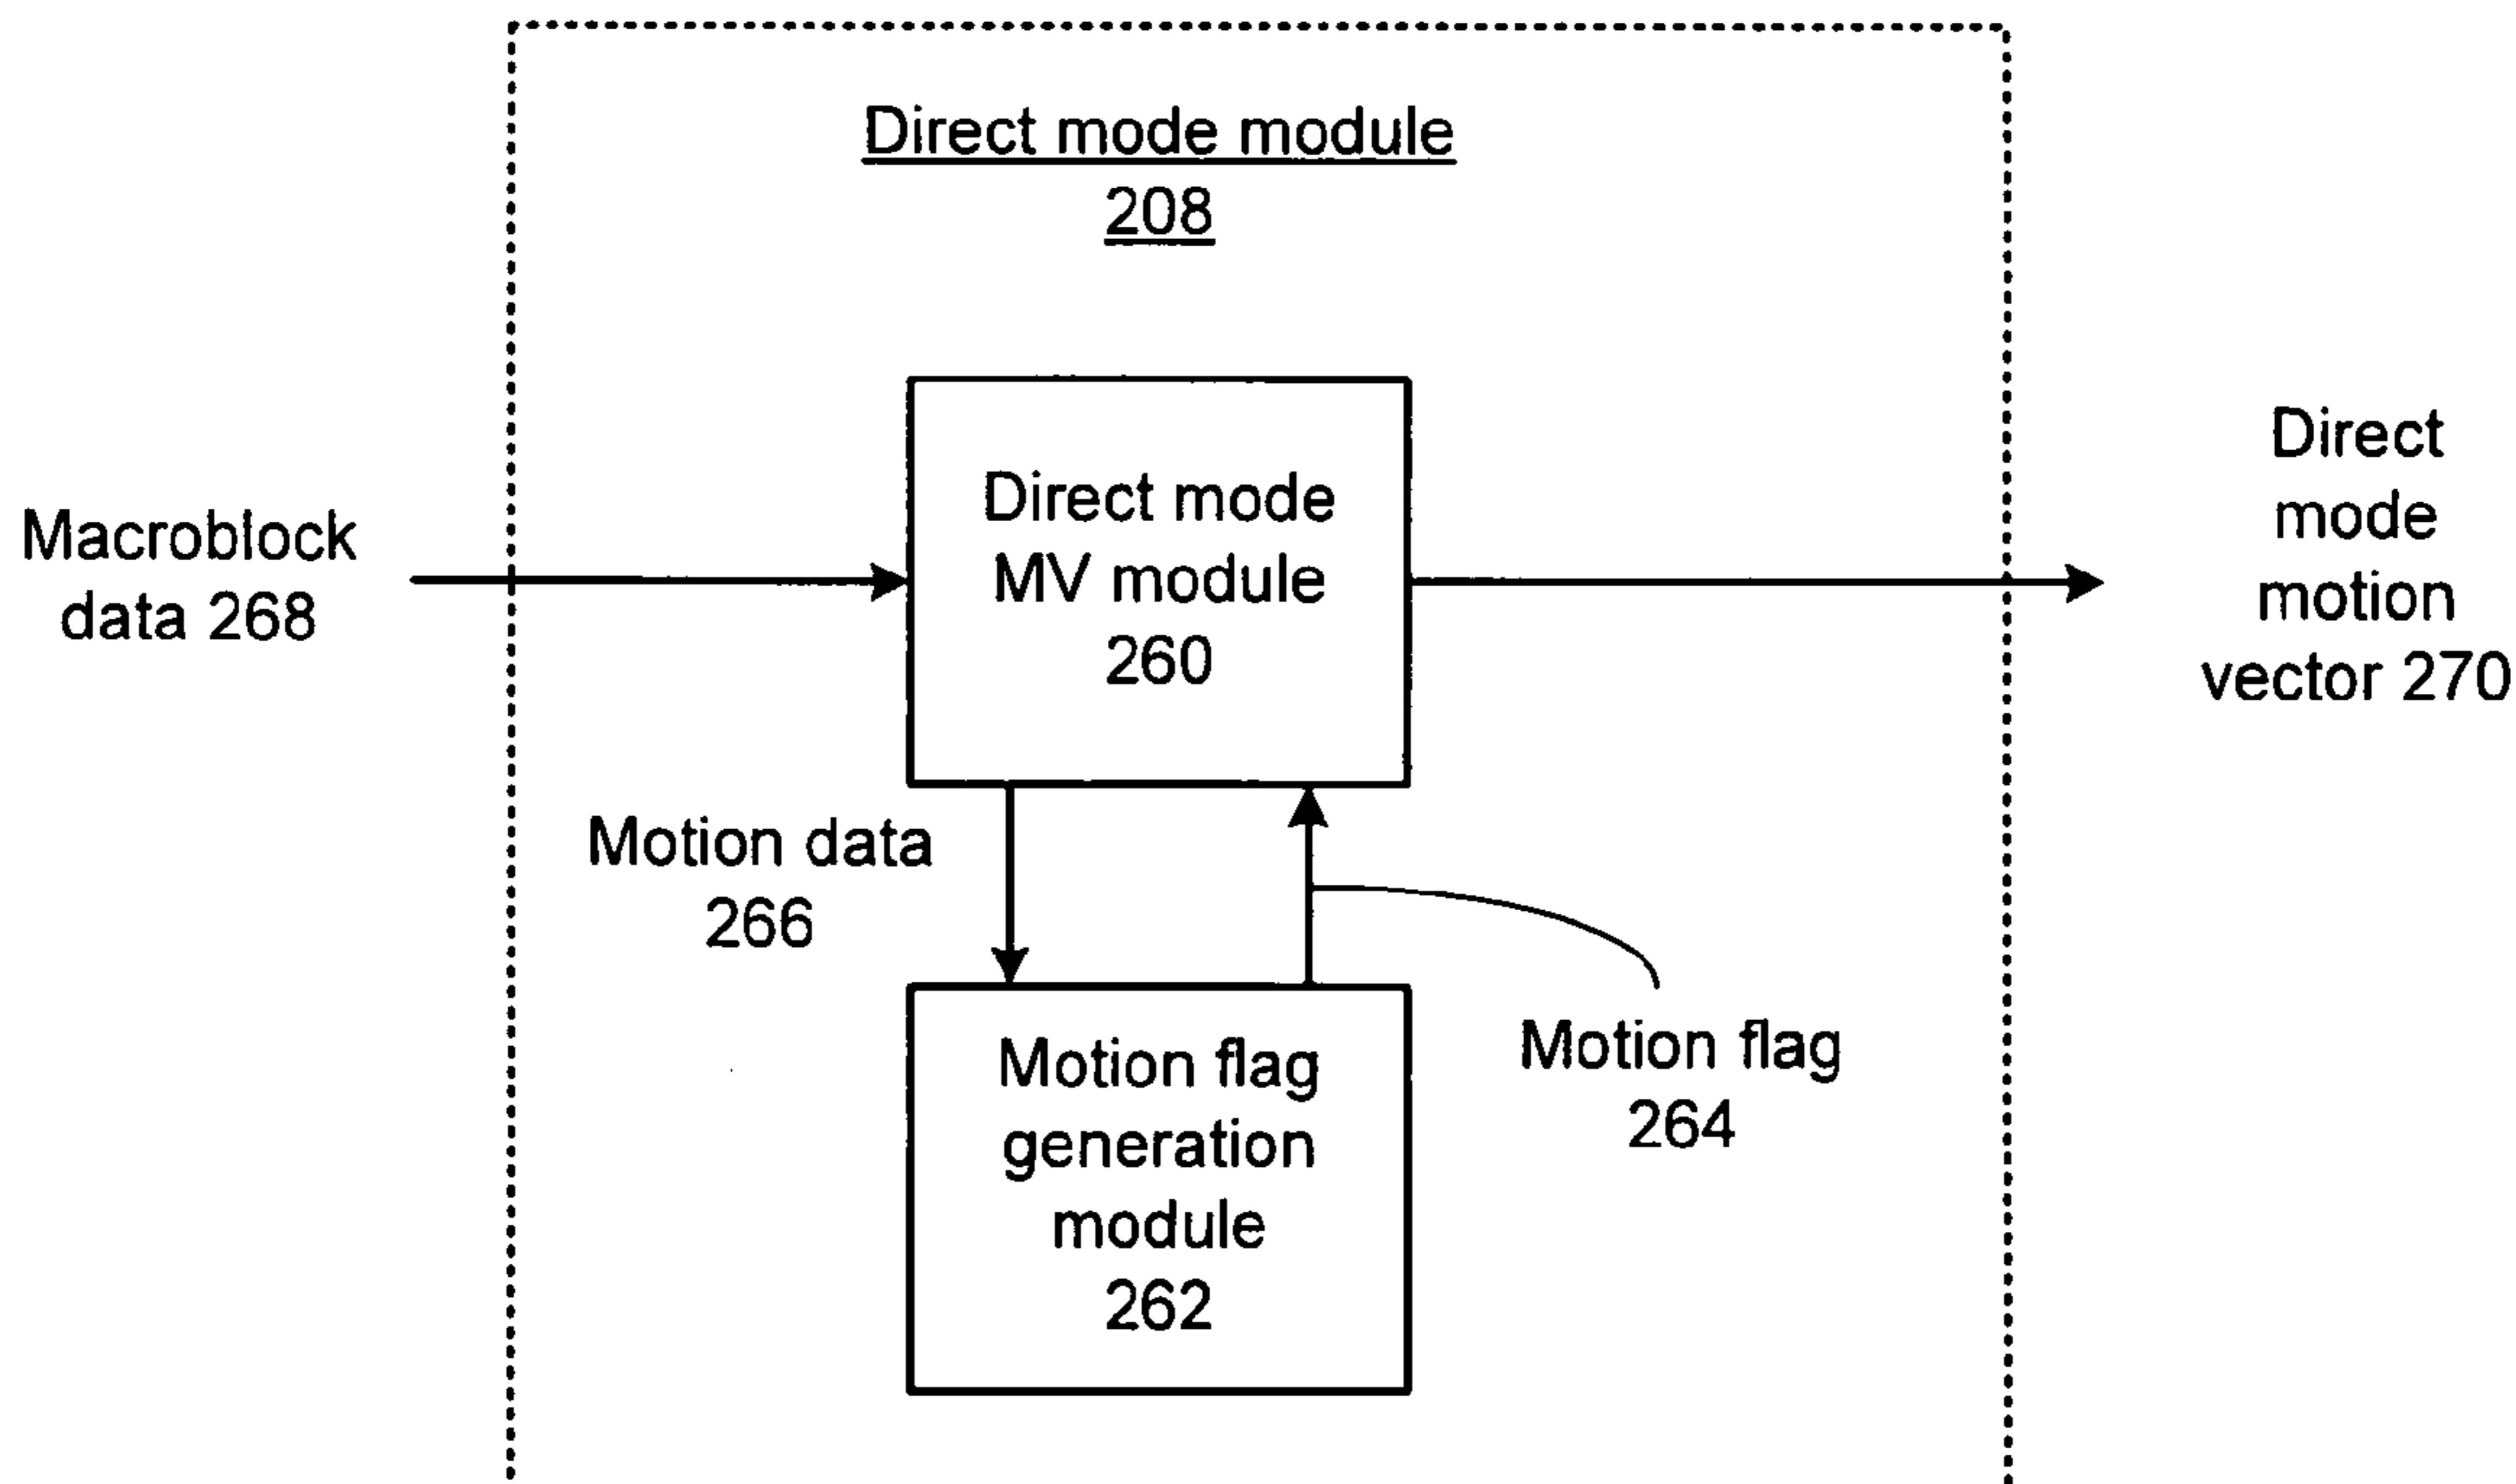 Direct mode module
208
Macroblock
data 268
Direct mode
MV module
260
Direct
mode
motion
vector 270
Motion data
266
Motion flag
264
Motion flag
generation
module
262